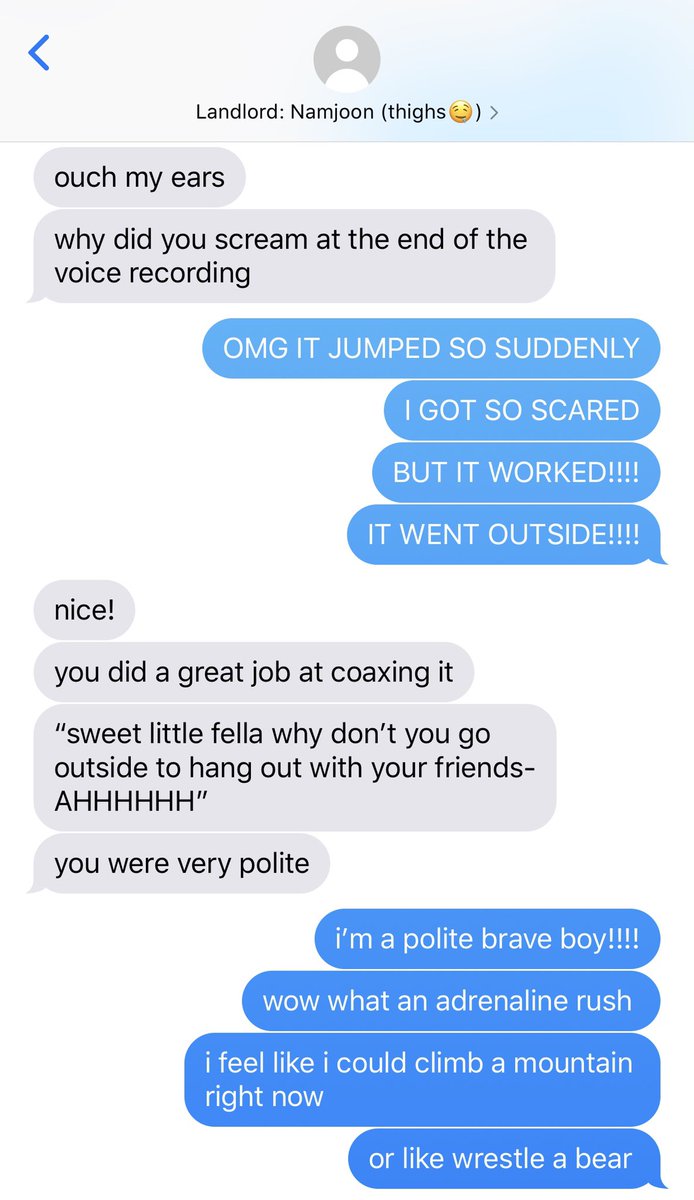 Landlord: Namjoon (thighs🤤)
ouch my ears
why did you scream at the end of the
voice recording
OMG IT JUMPED SO SUDDENLY
I GOT SO SCARED
BUT IT WORKED!!!!
IT WENT OUTSIDE!!!!
nice!
you did a great job at coaxing it
“sweet little fella why don’t you go
outside to hang out with your friends-
AHHHHHH”
you were very polite
i’m a polite brave boy!!!!
wow what an adrenaline rush
i feel like i could climb a mountain
right now
or like wrestle a bear